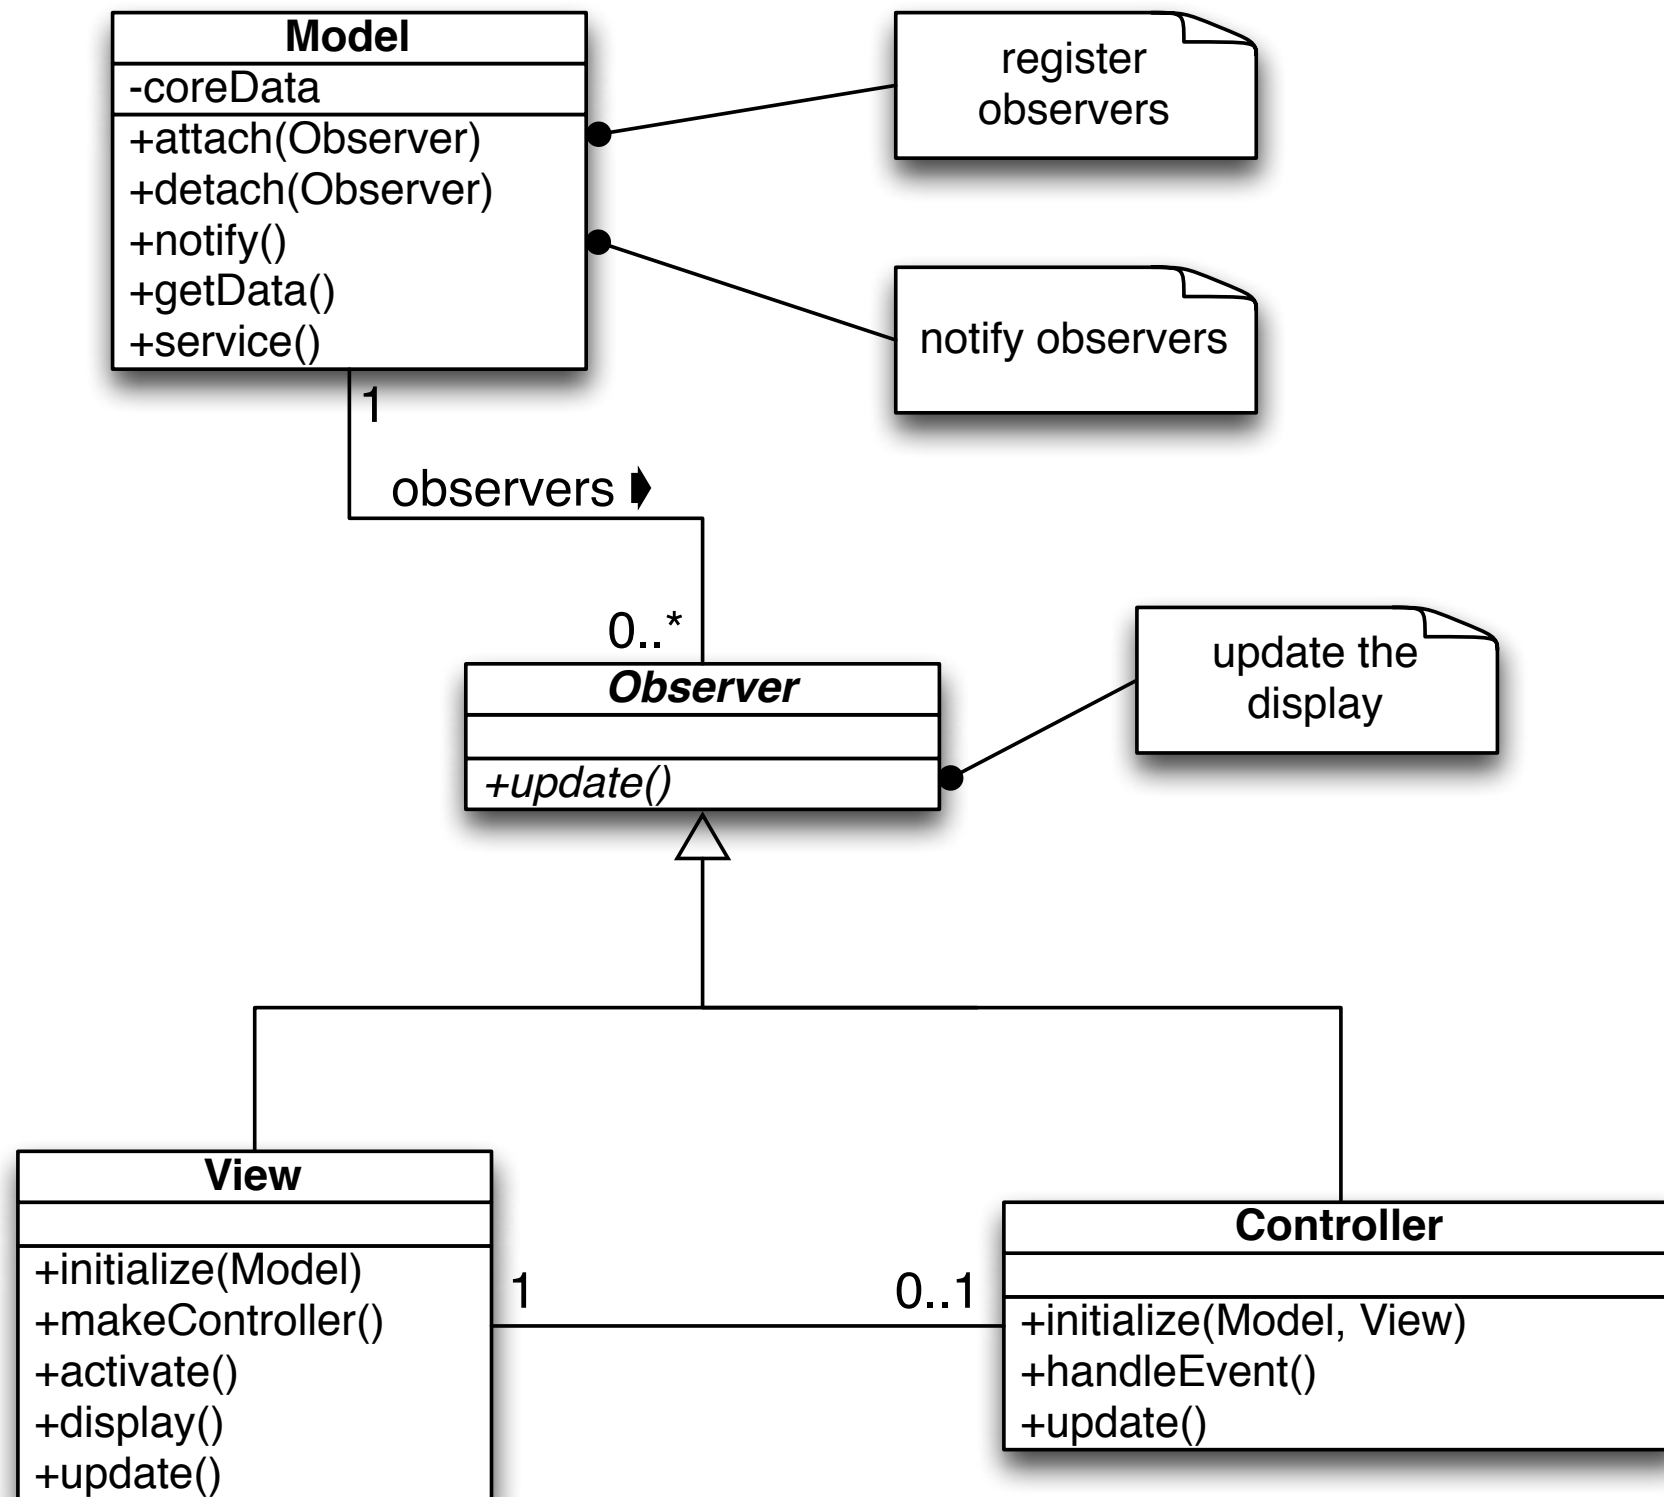 Model
-coreData
+attach(Observer)
+detach(Observer)
+notify()
+getData()
+service()
register
observers
notify observers
1
observers
0..*
Observer
+update()
update the
display
View
+initialize(Model)
+makeController()
+activate()
+display()
+update()
1
0..1
Controller
+initialize(Model, View)
+handleEvent()
+update()